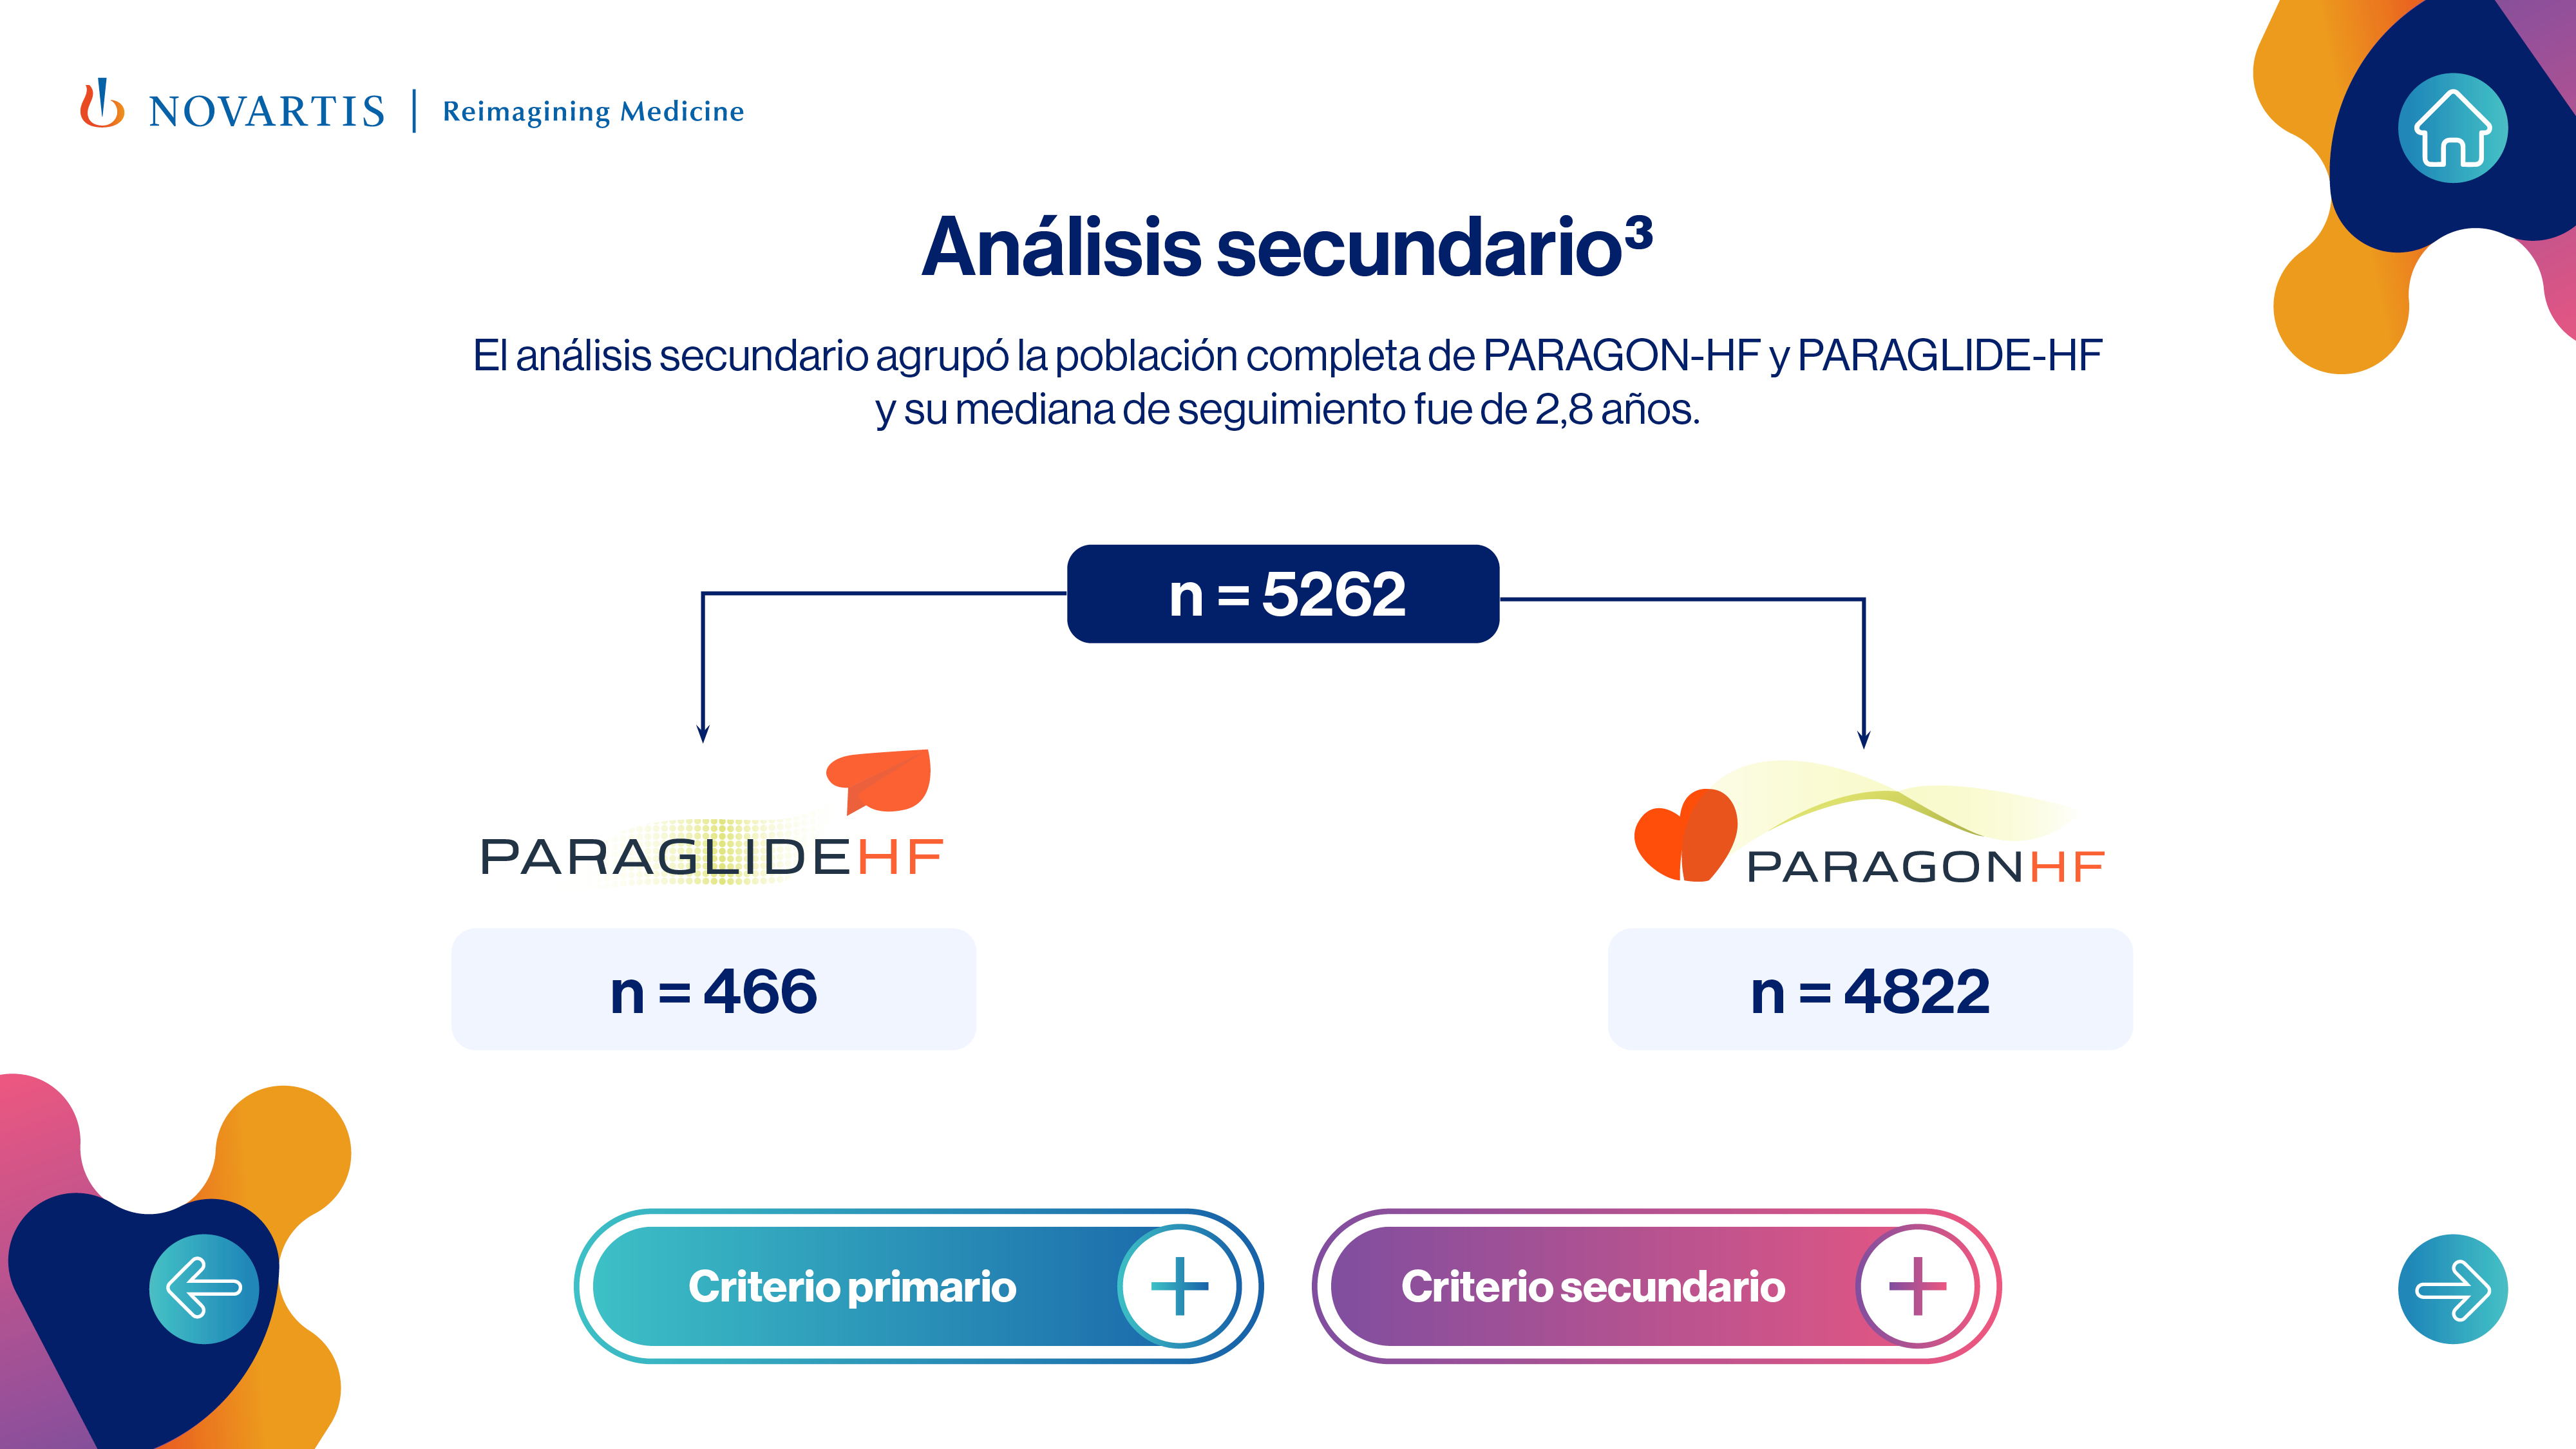 NOVARTIS | Reimagining Medicine
Análisis secundario³
El análisis secundario agrupó la población completa de PARAGON-HF y PARAGLIDE-HF
y su mediana de seguimiento fue de 2,8 años.
n = 5262
PARAGLIDEHF
PARAGONHF
n = 466
n = 4822
Criterio primario
Criterio secundario